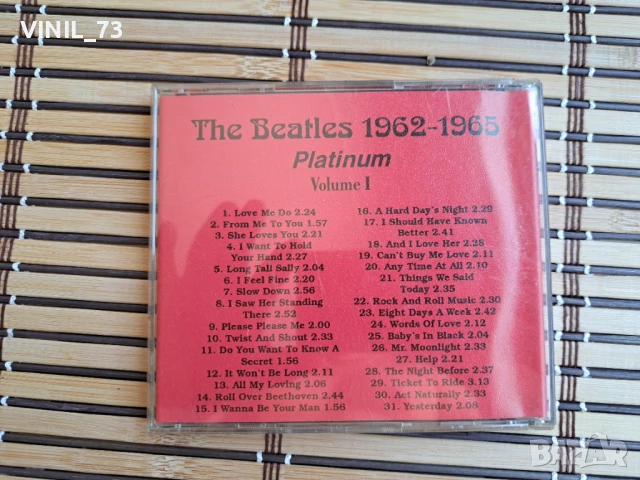 VINIL_73
The Beatles 1962-1965
Platinum
Volume I
1. Love Me Do 2.24
2. From Me To You 1.57
3. She Loves You 2.21
4. I Want To Hold
Your Hand 2.27
5. Long Tall Sally 2.04
6. I Feel Fine 2.20
7. Slow Down 2.56
8. I Saw Her Standing
There 2.52
9. Please Please Me 2.00
10. Twist And Shout 2.33
11. Do You Want To Know A
Secret 1.56
12. It Won't Be Long 2.11
13. All My Loving 2.06
14. Roll Over Beethoven 2.44
15. I Wanna Be Your Man 1.56
16. A Hard Day's Night 2.29
17. I Should Have Known
Better 2.41
18. And I Love Her 2.28
19. Can't Buy Me Love 2.11
20. Any Time At All 2.10
21. Things We Said
Today 2.35
22. Rock And Roll Music 2.30
23. Eight Days A Week 2.42
24. Words Of Love 2.12
25. Baby's In Black 2.04
26. Mr. Moonlight 2.33
27. Help 2.21
28. The Night Before 2.37
29. Ticket To Ride 3.13
30. Act Naturally 2.33
31. Yesterday 2.08
BAZAR